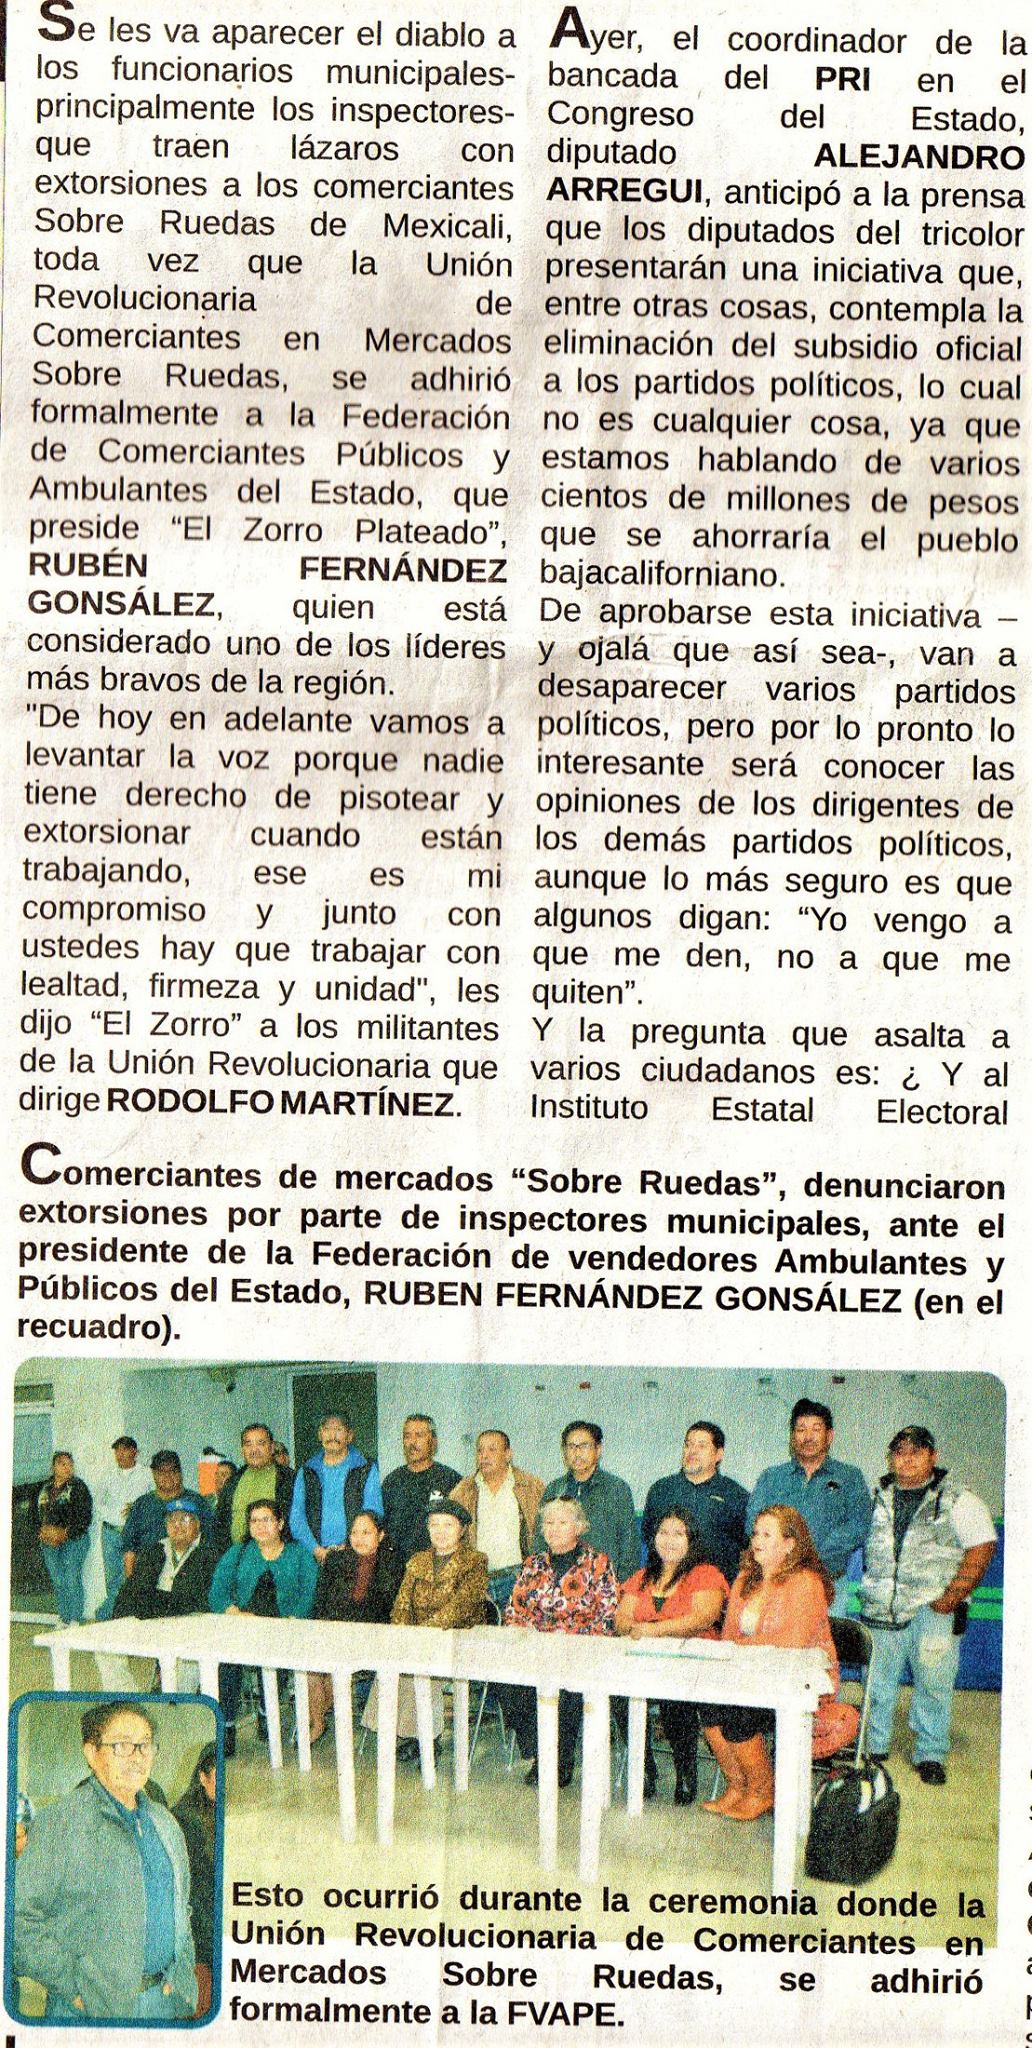 Se les va aparecer el diablo a
los funcionarios municipales-
principalmente los inspectores-
que traen lázaros con
extorsiones a los comerciantes
Sobre Ruedas de Mexicali,
toda vez que la Unión
Revolucionaria de
Comerciantes en Mercados
Sobre Ruedas, se adhirió
formalmente a la Federación
de Comerciantes Públicos y
Ambulantes del Estado, que
preside “El Zorro Plateado”,
RUBÉN FERNÁNDEZ
GONSÁLEZ, quien está
considerado uno de los líderes
más bravos de la región.
"De hoy en adelante vamos a
levantar la voz porque nadie
tiene derecho de pisotear y
extorsionar cuando están
trabajando, ese es mi
compromiso y junto con
ustedes hay que trabajar con
lealtad, firmeza y unidad", les
dijo “El Zorro” a los militantes
de la Unión Revolucionaria que
dirige RODOLFO MARTÍNEZ.
Ayer, el coordinador de la
bancada del PRI en el
Congreso del Estado,
diputado ALEJANDRO
ARREGUI, anticipó a la prensa
que los diputados del tricolor
presentarán una iniciativa que,
entre otras cosas, contempla la
eliminación del subsidio oficial
a los partidos políticos, lo cual
no es cualquier cosa, ya que
estamos hablando de varios
cientos de millones de pesos
que se ahorraría el pueblo
bajacaliforniano.
De aprobarse esta iniciativa –
y ojalá que así sea-, van a
desaparecer varios partidos
políticos, pero por lo pronto lo
interesante será conocer las
opiniones de los dirigentes de
los demás partidos políticos,
aunque lo más seguro es que
algunos digan: “Yo vengo a
que me den, no a que me
quiten”.
Y la pregunta que asalta a
varios ciudadanos es: ¿ Y al
Instituto Estatal Electoral
Comerciantes de mercados “Sobre Ruedas”, denunciaron
extorsiones por parte de inspectores municipales, ante el
presidente de la Federación de vendedores Ambulantes y
Públicos del Estado, RUBEN FERNÁNDEZ GONSÁLEZ (en el
recuadro).
Esto ocurrió durante la ceremonia donde la
Unión Revolucionaria de Comerciantes en
Mercados Sobre Ruedas, se adhirió
formalmente a la FVAPE.